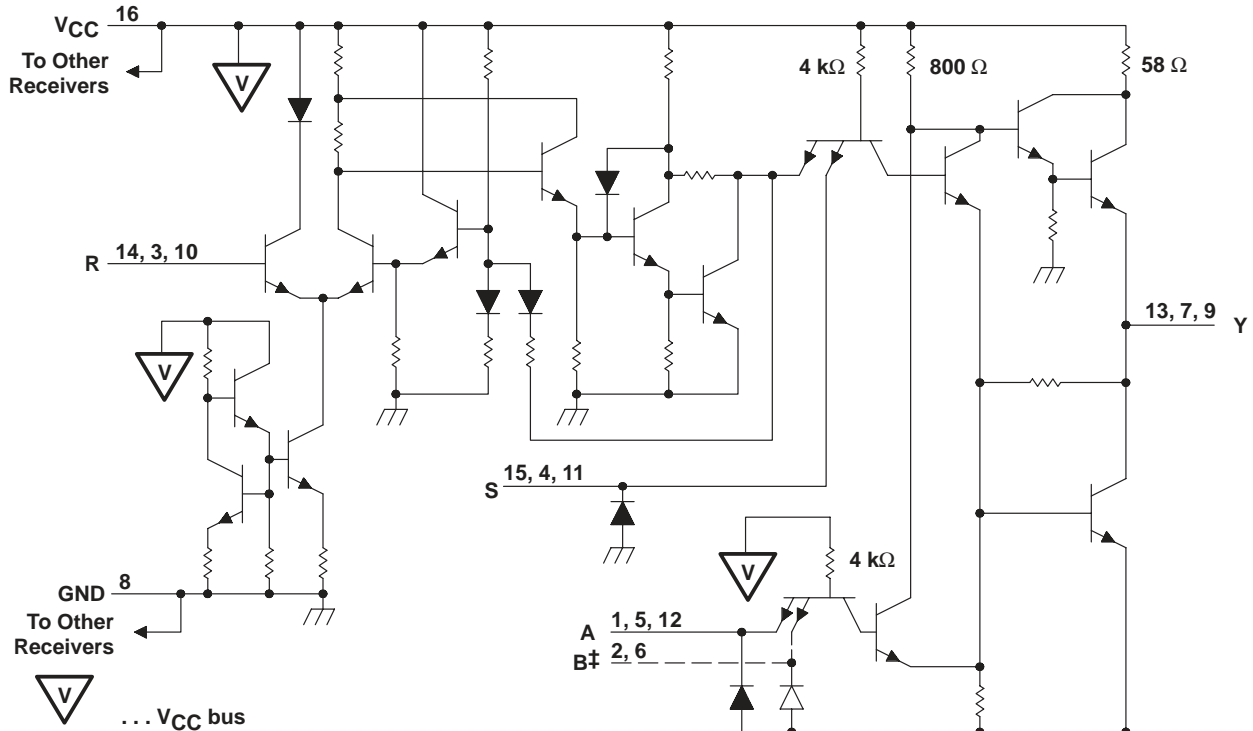 VCC 16
To Other
Receivers
V
4 kΩ
800 Ω
58 Ω
R 14, 3, 10
V
13, 7, 9 Y
S 15, 4, 11
V
4 kΩ
GND 8
To Other
Receivers
A 1, 5, 12
B‡ 2, 6
V
. . . VCC bus